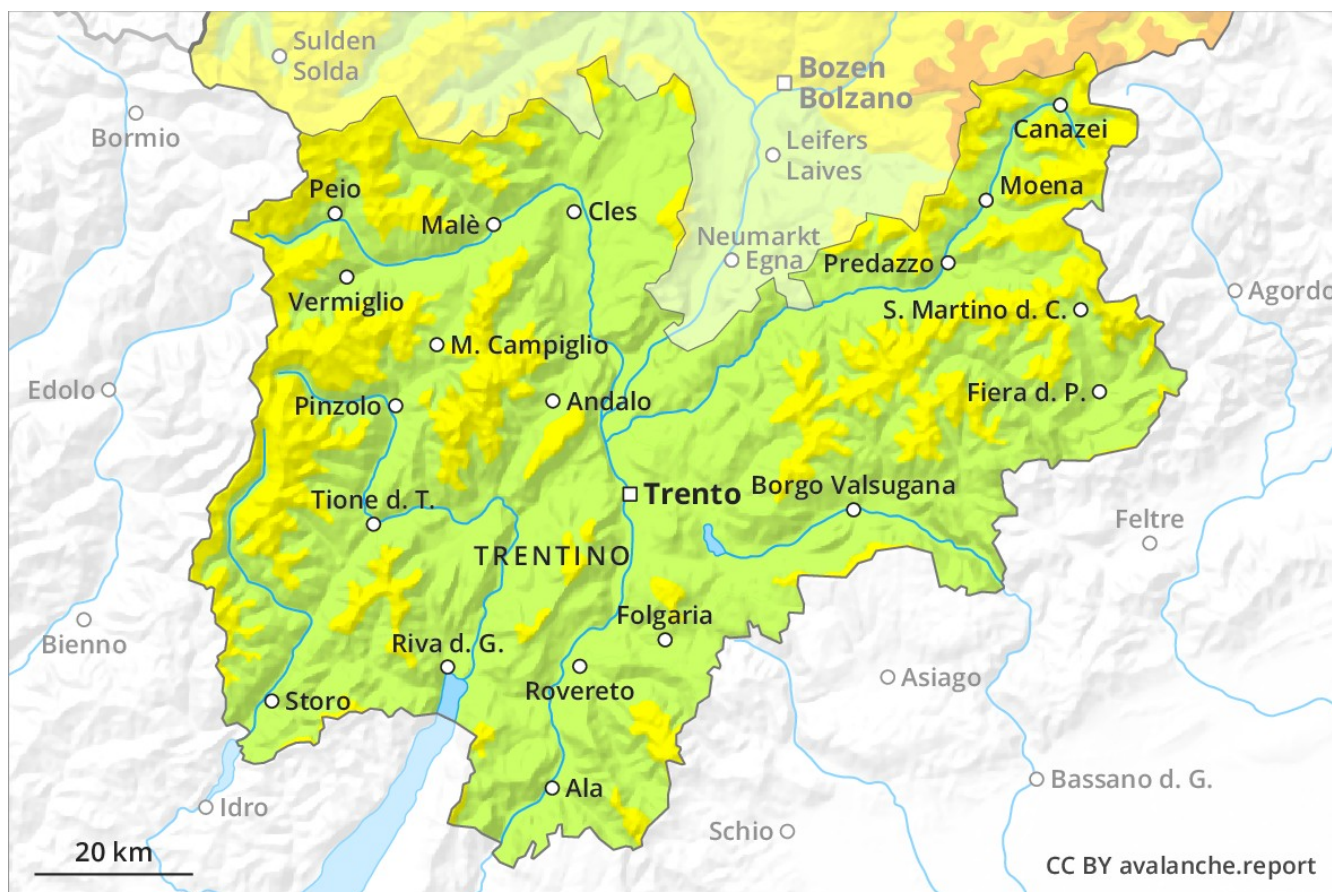 Sulden
Solda
Bozen
Bolzano
Bormio
Canazei
Leifers
Laives
Peio
Moena
Malè
Cles
Neumarkt
Egna
Predazzo
Vermiglio
Agordo
S. Martino d. C.
M. Campiglio
Edolo
Fiera d. P.
Pinzolo
Andalo
Trento
Borgo Valsugana
Tione d. T.
Feltre
TRENTINO
Folgaria
Bienno
Riva d. G.
Asiago
Rovereto
Storo
Bassano d. G.
Ala
Idro
Schio
20 km
CC BY avalanche.report